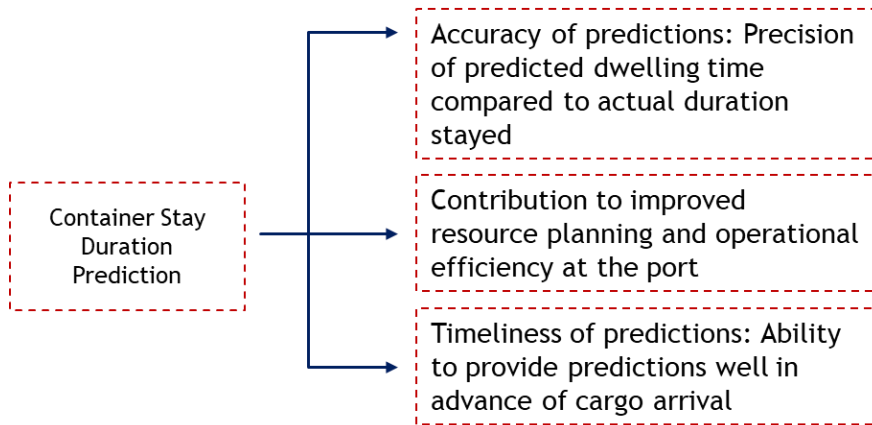 Container Stay
Duration
Prediction
Accuracy of predictions: Precision
of predicted dwelling time
compared to actual duration
stayed
Contribution to improved
resource planning and operational
efficiency at the port
Timeliness of predictions: Ability
to provide predictions well in
advance of cargo arrival